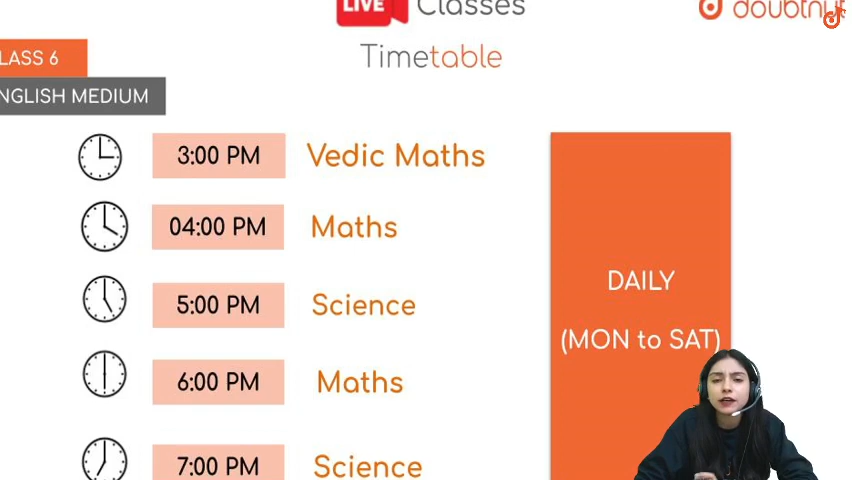 LIVE Classes
doubtnut
Timetable
LASS 6
NGLISH MEDIUM
3:00 PM Vedic Maths
04:00 PM Maths
5:00 PM Science
6:00 PM Maths
7:00 PM Science
DAILY
(MON to SAT)